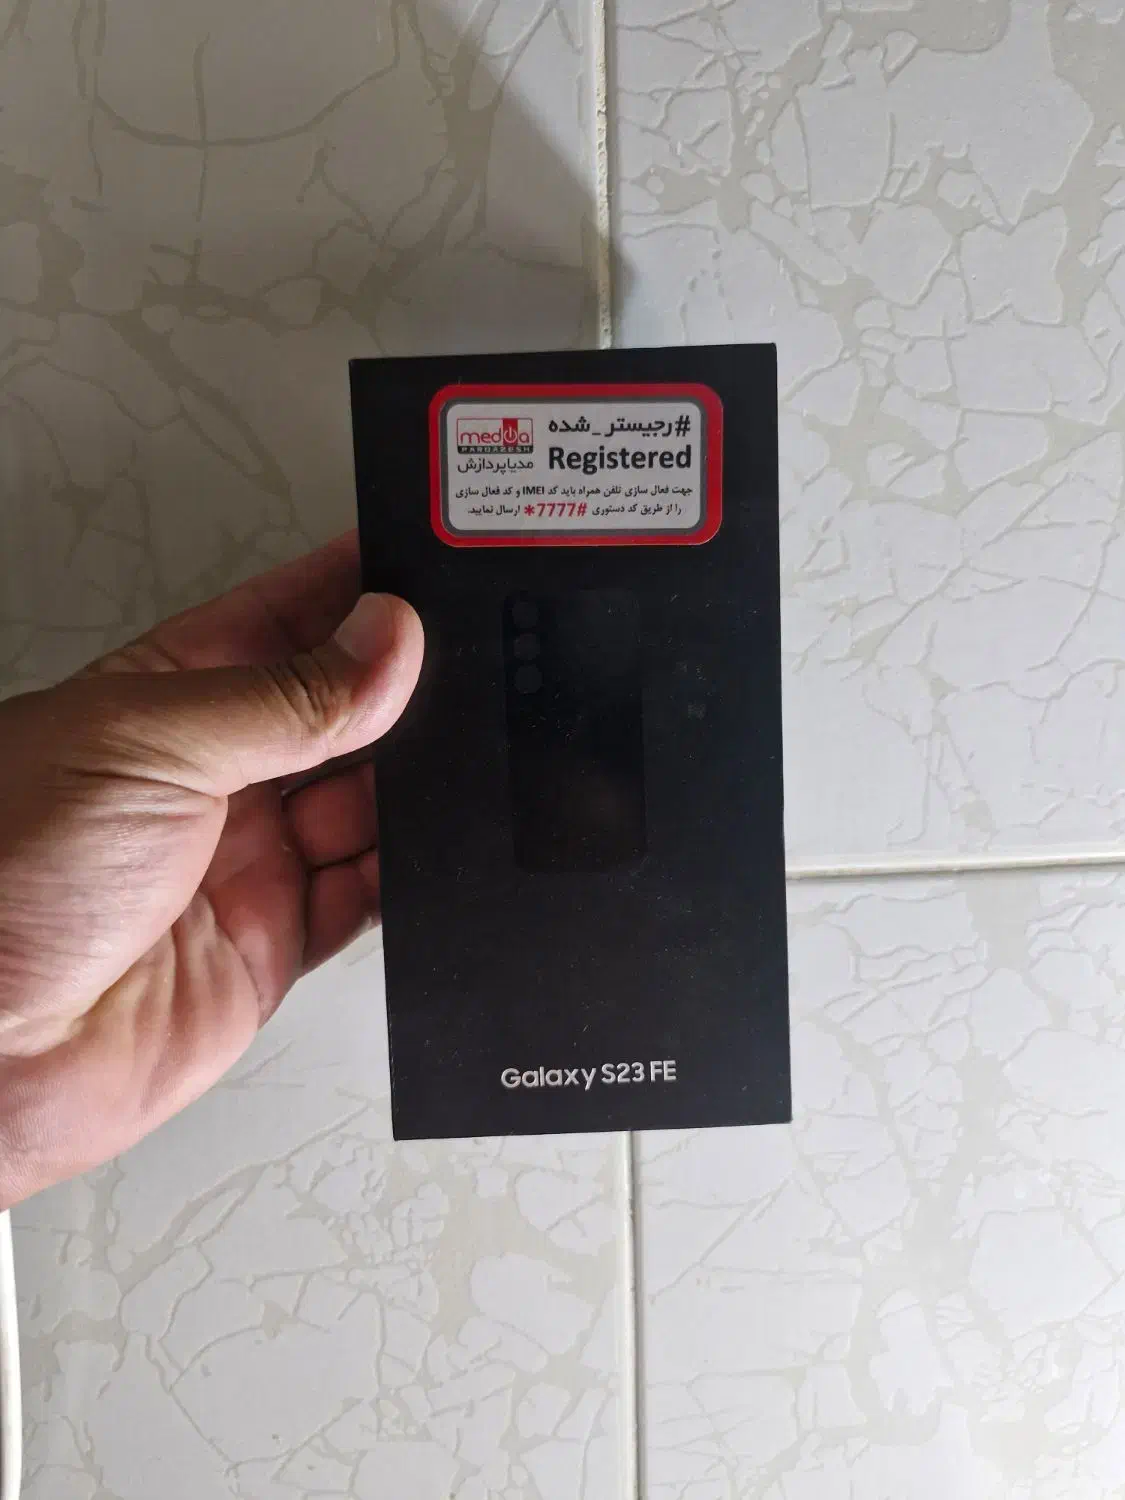 #رجیستر_شده
Registered
media
PARDAZESH
مدیاپردازش
جهت فعال سازی تلفن همراه باید کد IMEI و کد فعال سازی
را از طریق کد دستوری #7777* ارسال نمایید.
Galaxy S23 FE